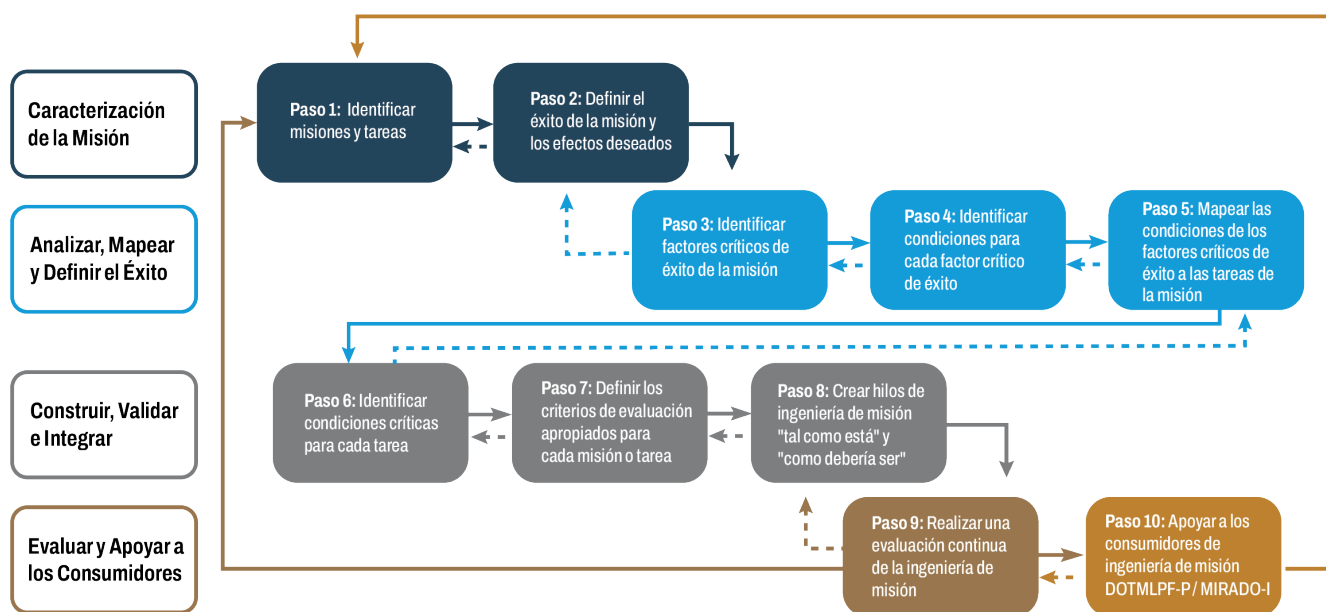 Caracterización
de la Misión
Paso 1: Identificar
misiones y tareas
Paso 2: Definir el
éxito de la misión y
los efectos deseados
Analizar, Mapear
y Definir el Éxito
Paso 3: Identificar
factores críticos de
éxito de la misión
Paso 4: Identificar
condiciones para
cada factor crítico
de éxito
Paso 5: Mapear las
condiciones de los
factores críticos de
éxito a las tareas de
la misión
Construir, Validar
e Integrar
Paso 6: Identificar
condiciones críticas
para cada tarea
Paso 7: Definir los
criterios de evaluación
apropiados para
cada misión o tarea
Paso 8: Crear hilos de
ingeniería de misión
"tal como está" y
"como debería ser"
Evaluar y Apoyar a
los Consumidores
Paso 9: Realizar una
evaluación continua
de la ingeniería de
misión
Paso 10: Apoyar a los
consumidores de
ingeniería de misión
DOTMLPF-P / MIRADO-I